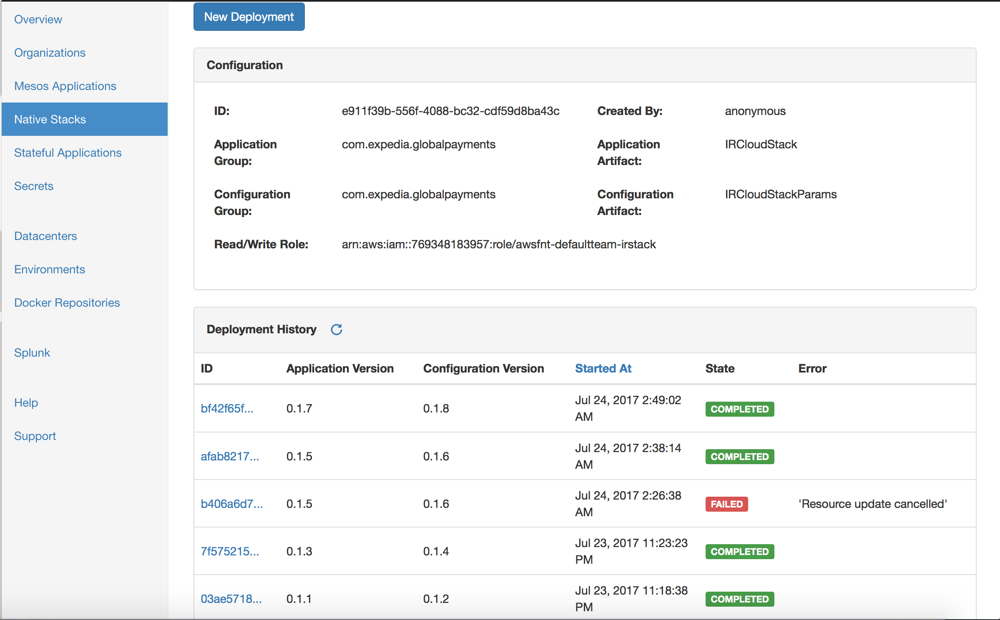 Overview
Organizations
Mesos Applications
Native Stacks
Stateful Applications
Secrets
Datacenters
Environments
Docker Repositories
Splunk
Help
Support
New Deployment
Configuration
ID: e911f39b-556f-4088-bc32-cdf59d8ba43c Created By: anonymous
Application Group: com.expedia.globalpayments Application Artifact: IRCloudStack
Configuration Group: com.expedia.globalpayments Configuration Artifact: IRCloudStackParams
Read/Write Role: arn:aws:iam::769348183957:role/awsfnt-defaultteam-irstack
Deployment History
ID Application Version Configuration Version Started At State Error
bf42f65f... 0.1.7 0.1.8 Jul 24, 2017 2:49:02 AM COMPLETED
afab8217... 0.1.5 0.1.6 Jul 24, 2017 2:38:14 AM COMPLETED
b406a6d7... 0.1.5 0.1.6 Jul 24, 2017 2:26:38 AM FAILED 'Resource update cancelled'
7f575215... 0.1.3 0.1.4 Jul 23, 2017 11:23:23 PM COMPLETED
03ae5718... 0.1.1 0.1.2 Jul 23, 2017 11:18:38 PM COMPLETED